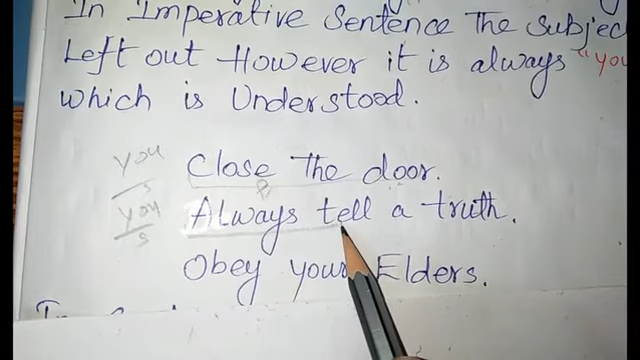 In Imperative Sentence The subjec
Left out However it is always "you
which is Understood.
you Close The door.
s P
you Always tell a truth.
s
Obey your Elders.